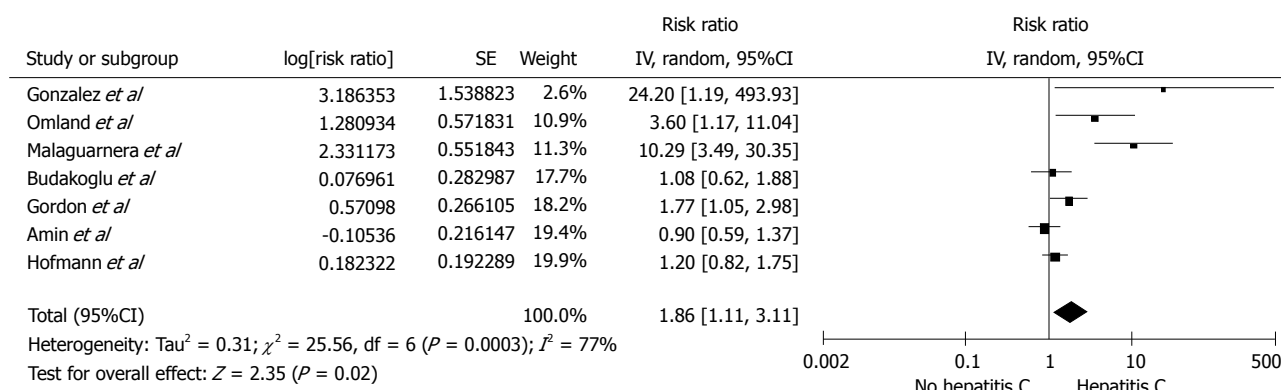 Risk ratio Risk ratio
Study or subgroup log[risk ratio] SE Weight IV, random, 95%CI IV, random, 95%CI
Gonzalez et al 3.186353 1.538823 2.6% 24.20 [1.19, 493.93]
Omland et al 1.280934 0.571831 10.9% 3.60 [1.17, 11.04]
Malaguarnera et al 2.331173 0.551843 11.3% 10.29 [3.49, 30.35]
Budakoglu et al 0.076961 0.282987 17.7% 1.08 [0.62, 1.88]
Gordon et al 0.57098 0.266105 18.2% 1.77 [1.05, 2.98]
Amin et al -0.10536 0.216147 19.4% 0.90 [0.59, 1.37]
Hofmann et al 0.182322 0.192289 19.9% 1.20 [0.82, 1.75]
Total (95%CI) 100.0% 1.86 [1.11, 3.11]
Heterogeneity: Tau² = 0.31; χ² = 25.56, df = 6 (P = 0.0003); I² = 77%
Test for overall effect: Z = 2.35 (P = 0.02)
0.002 0.1 1 10 500
No hepatitis C Hepatitis C